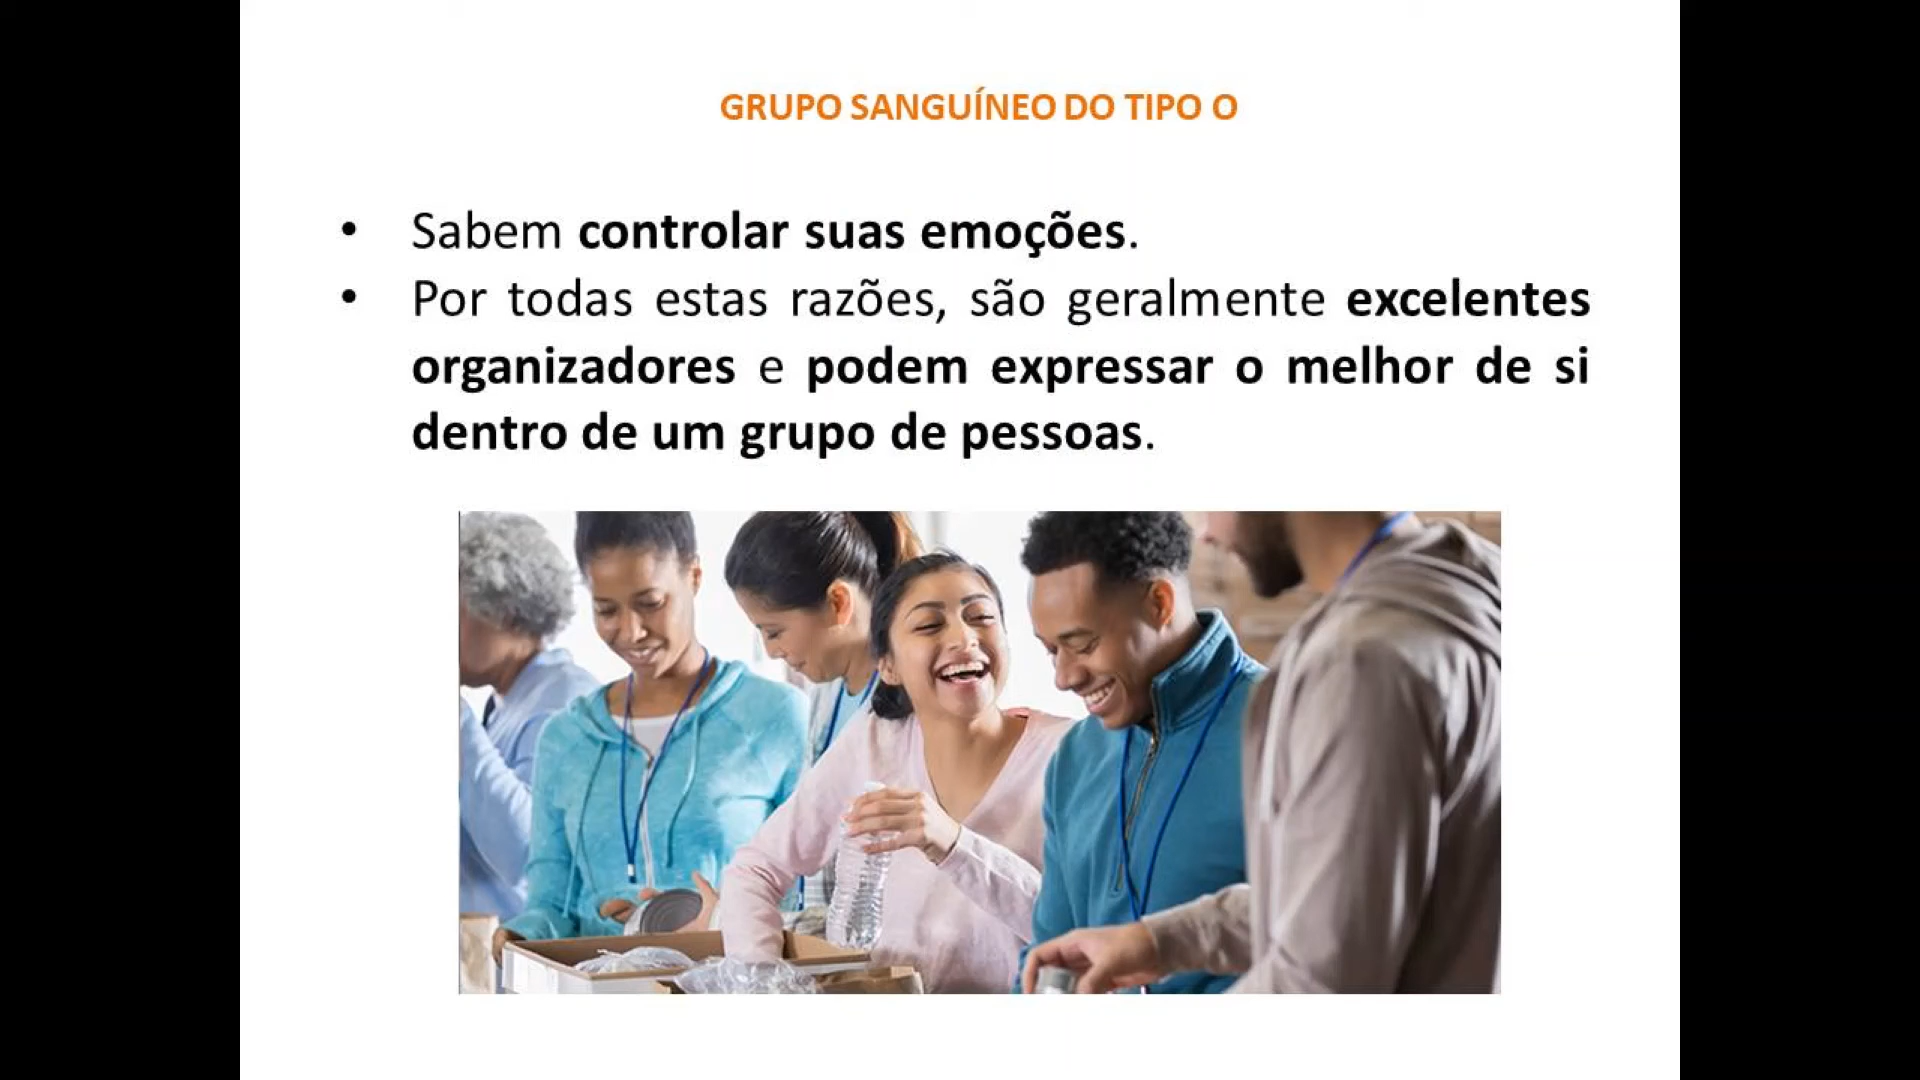 GRUPO SANGUÍNEO DO TIPO O
• Sabem controlar suas emoções.
• Por todas estas razões, são geralmente excelentes
organizadores e podem expressar o melhor de si
dentro de um grupo de pessoas.